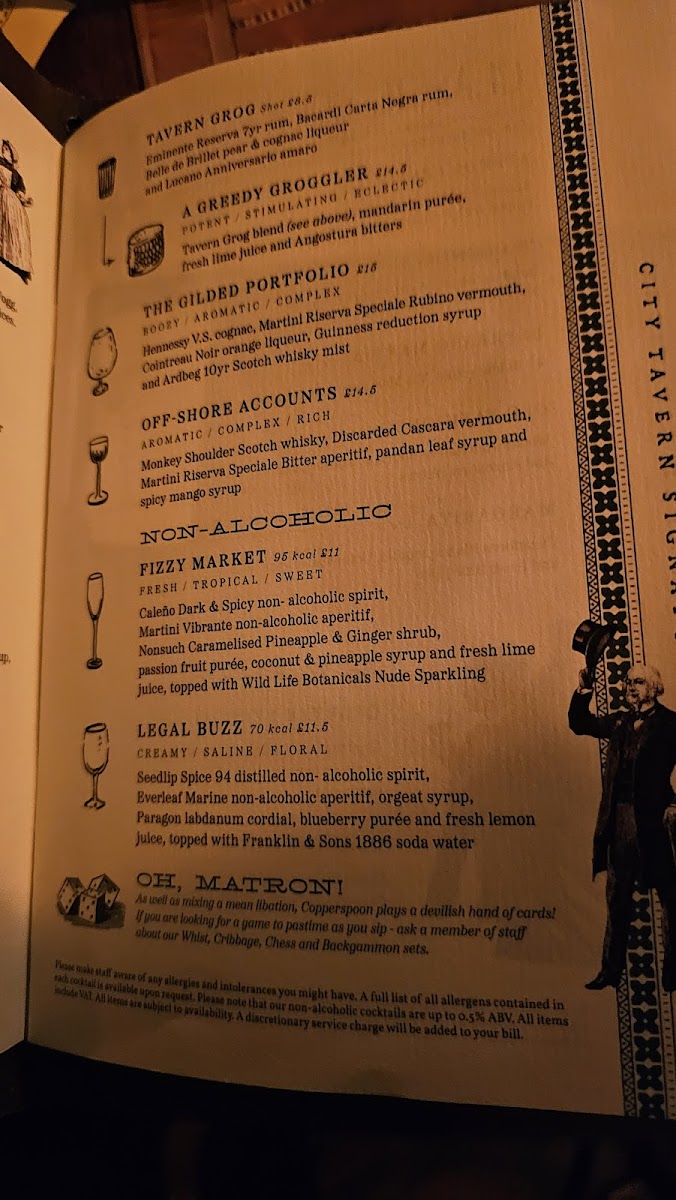 TAVERN GROG Shot £8.5
Eminente Reserva 7yr rum, Bacardi Carta Negra rum,
Belle de Brillet pear & cognac liqueur
and Lucano Anniversario amaro
A GREEDY GROGGLER £14.5
POTENT / STIMULATING / ECLECTIC
Tavern Grog blend (see above), mandarin purée,
fresh lime juice and Angostura bitters
THE GILDED PORTFOLIO £15
BOOZY / AROMATIC / COMPLEX
Hennessy V.S. cognac, Martini Riserva Speciale Rubino vermouth,
Cointreau Noir orange liqueur, Guinness reduction syrup
and Ardbeg 10yr Scotch whisky mist
OFF-SHORE ACCOUNTS £14.5
AROMATIC / COMPLEX / RICH
Monkey Shoulder Scotch whisky, Discarded Cascara vermouth,
Martini Riserva Speciale Bitter aperitif, pandan leaf syrup and
spicy mango syrup
NON-ALCOHOLIC
FIZZY MARKET 95 kcal £11
FRESH / TROPICAL / SWEET
Caleño Dark & Spicy non- alcoholic spirit,
Martini Vibrante non-alcoholic aperitif,
Nonsuch Caramelised Pineapple & Ginger shrub,
passion fruit purée, coconut & pineapple syrup and fresh lime
juice, topped with Wild Life Botanicals Nude Sparkling
LEGAL BUZZ 70 kcal £11.5
CREAMY / SALINE / FLORAL
Seedlip Spice 94 distilled non- alcoholic spirit,
Everleaf Marine non-alcoholic aperitif, orgeat syrup,
Paragon labdanum cordial, blueberry purée and fresh lemon
juice, topped with Franklin & Sons 1886 soda water
OH, MATRON!
As well as mixing a mean libation, Copperspoon plays a devilish hand of cards!
If you are looking for a game to pastime as you sip - ask a member of staff
about our Whist, Cribbage, Chess and Backgammon sets.
Please make staff aware of any allergies and intolerances you might have. A full list of all allergens contained in
each cocktail is available upon request. Please note that our non-alcoholic cocktails are up to 0.5% ABV. All items
include VAT. All items are subject to availability. A discretionary service charge will be added to your bill.
CITY TAVERN